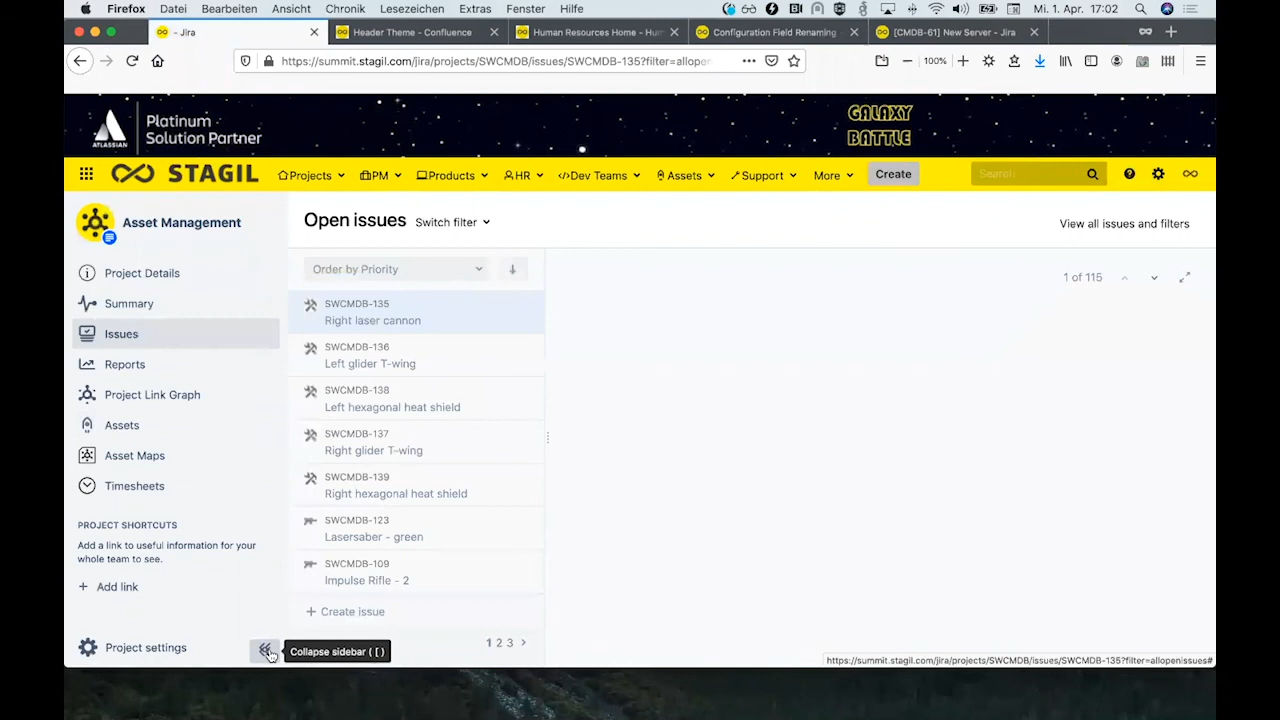 Firefox Datei Bearbeiten Ansicht Chronik Lesezeichen Extras Fenster Hilfe Mi. 1. Apr. 17:02
- Jira Header Theme - Confluence Human Resources Home - Hum Configuration Field Renaming - [CMDB-61] New Server - Jira
https://summit.stagil.com/jira/projects/SWCMDB/issues/SWCMDB-135?filter=allopen 100%
ATLASSIAN Platinum
Solution Partner
GALAXY
BATTLE
STAGIL Projects PM Products HR Dev Teams Assets Support More Create Search
Asset Management
Project Details
Summary
Issues
Reports
Project Link Graph
Assets
Asset Maps
Timesheets
PROJECT SHORTCUTS
Add a link to useful information for your
whole team to see.
+ Add link
Project settings
Collapse sidebar ( [ )
Open issues Switch filter
View all issues and filters
Order by Priority
SWCMDB-135
Right laser cannon
SWCMDB-136
Left glider T-wing
SWCMDB-138
Left hexagonal heat shield
SWCMDB-137
Right glider T-wing
SWCMDB-139
Right hexagonal heat shield
SWCMDB-123
Lasersaber - green
SWCMDB-109
Impulse Rifle - 2
+ Create issue
1 2 3 >
1 of 115
https://summit.stagil.com/jira/projects/SWCMDB/issues/SWCMDB-135?filter=allopenissues#